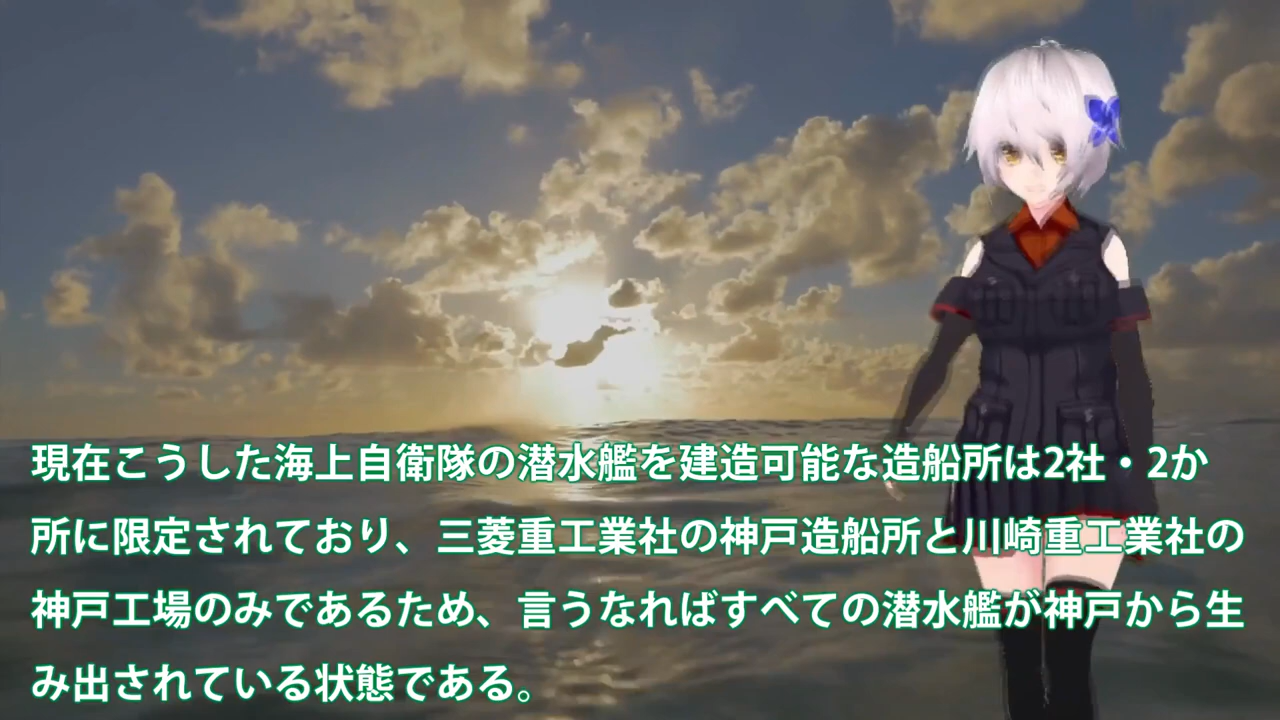 現在こうした海上自衛隊の潜水艦を建造可能な造船所は2社・2か
所に限定されており、三菱重工業社の神戸造船所と川崎重工業社の
神戸工場のみであるため、言うなればすべての潜水艦が神戸から生
み出されている状態である。